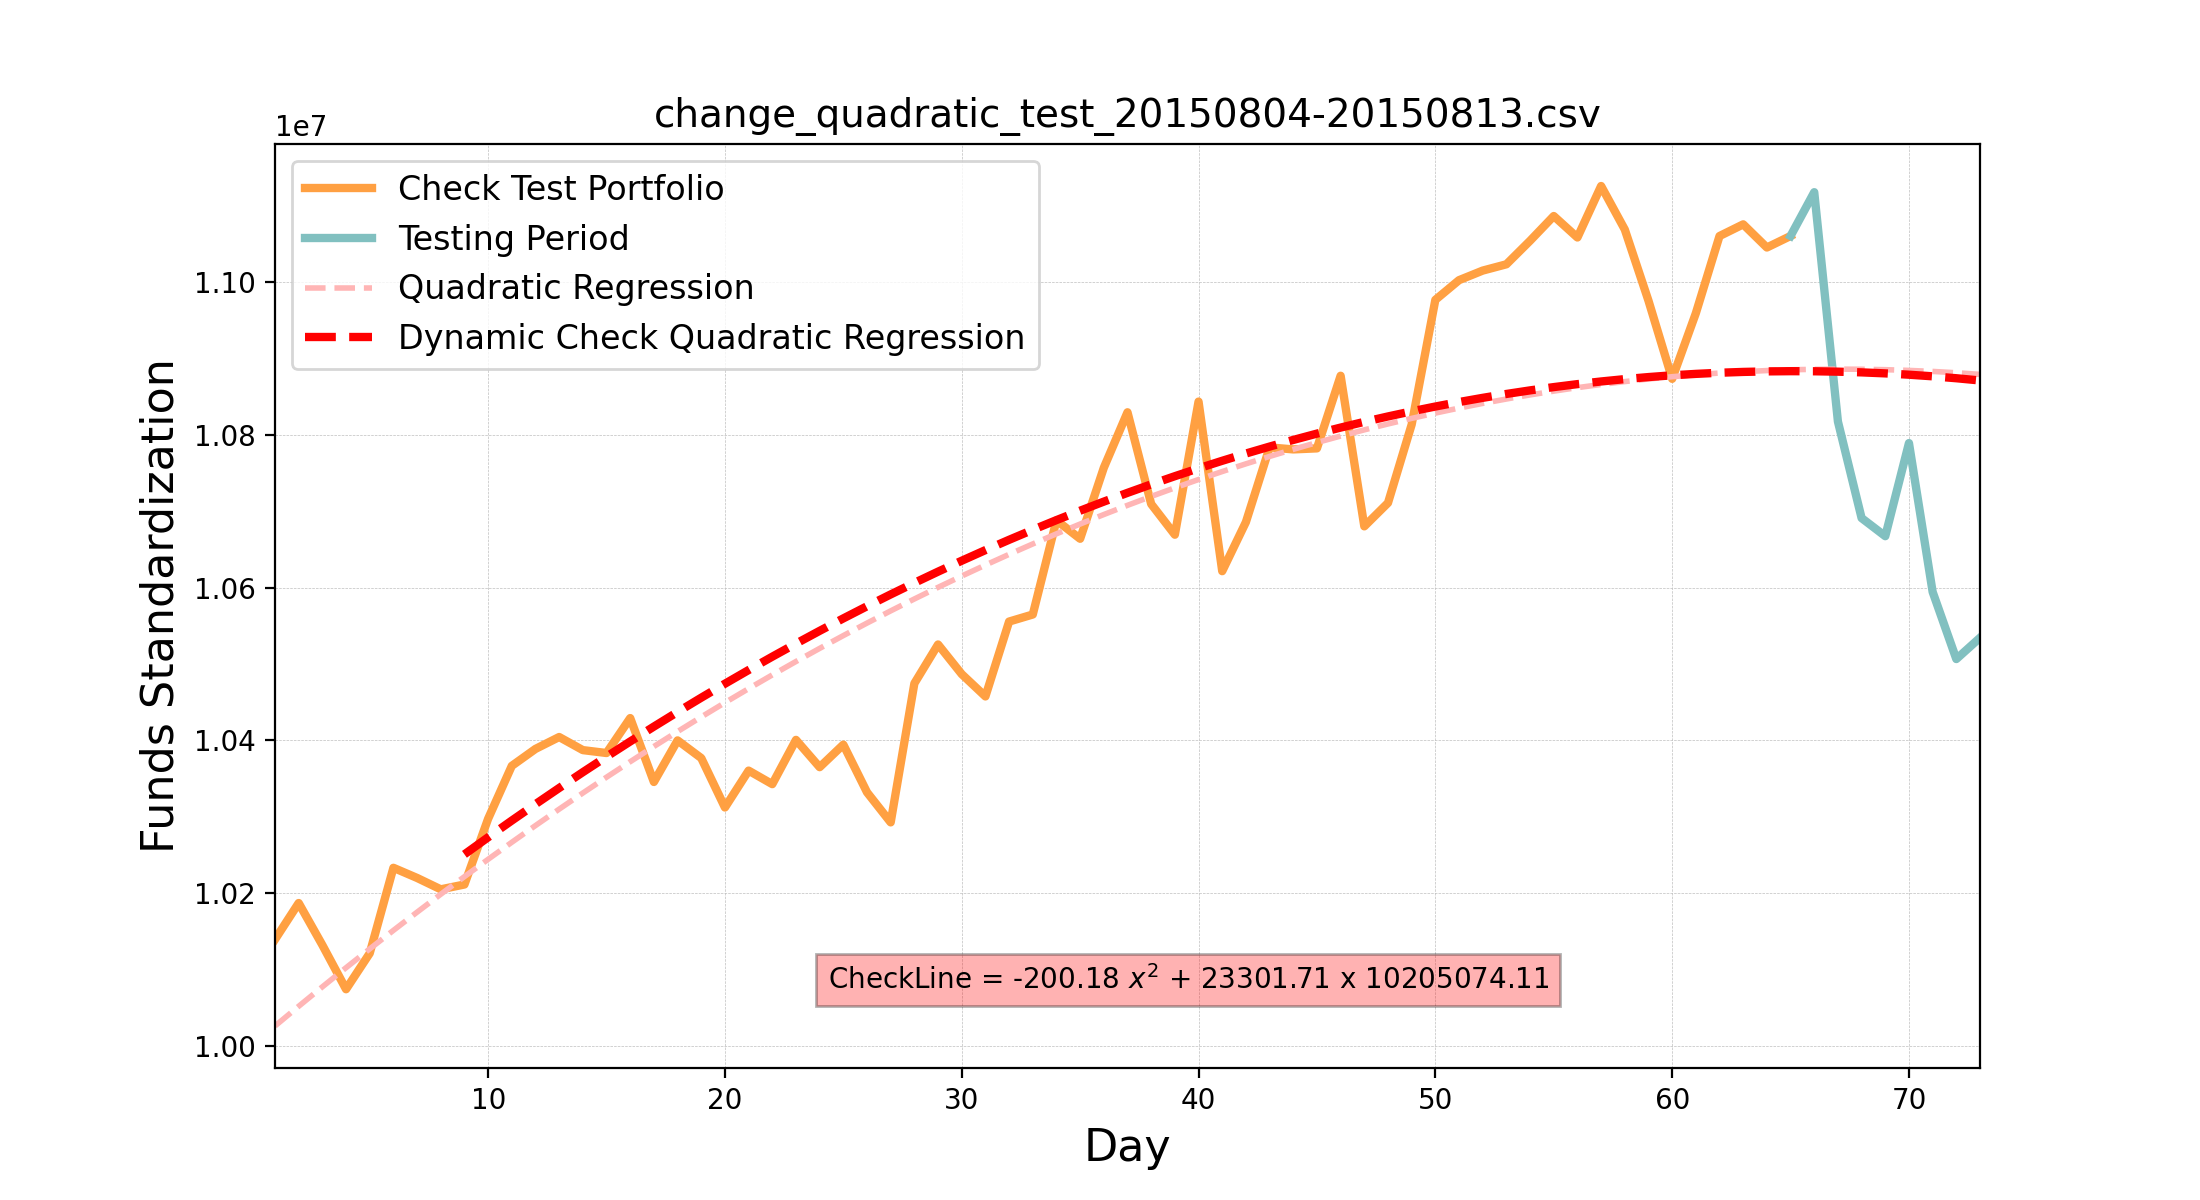 change_quadratic_test_20150804-20150813.csv
1e7
Check Test Portfolio
Testing Period
Quadratic Regression
Dynamic Check Quadratic Regression
1.10
1.08
1.06
1.04
1.02
1.00
Funds Standardization
CheckLine = -200.18 x² + 23301.71 x 10205074.11
10 20 30 40 50 60 70
Day